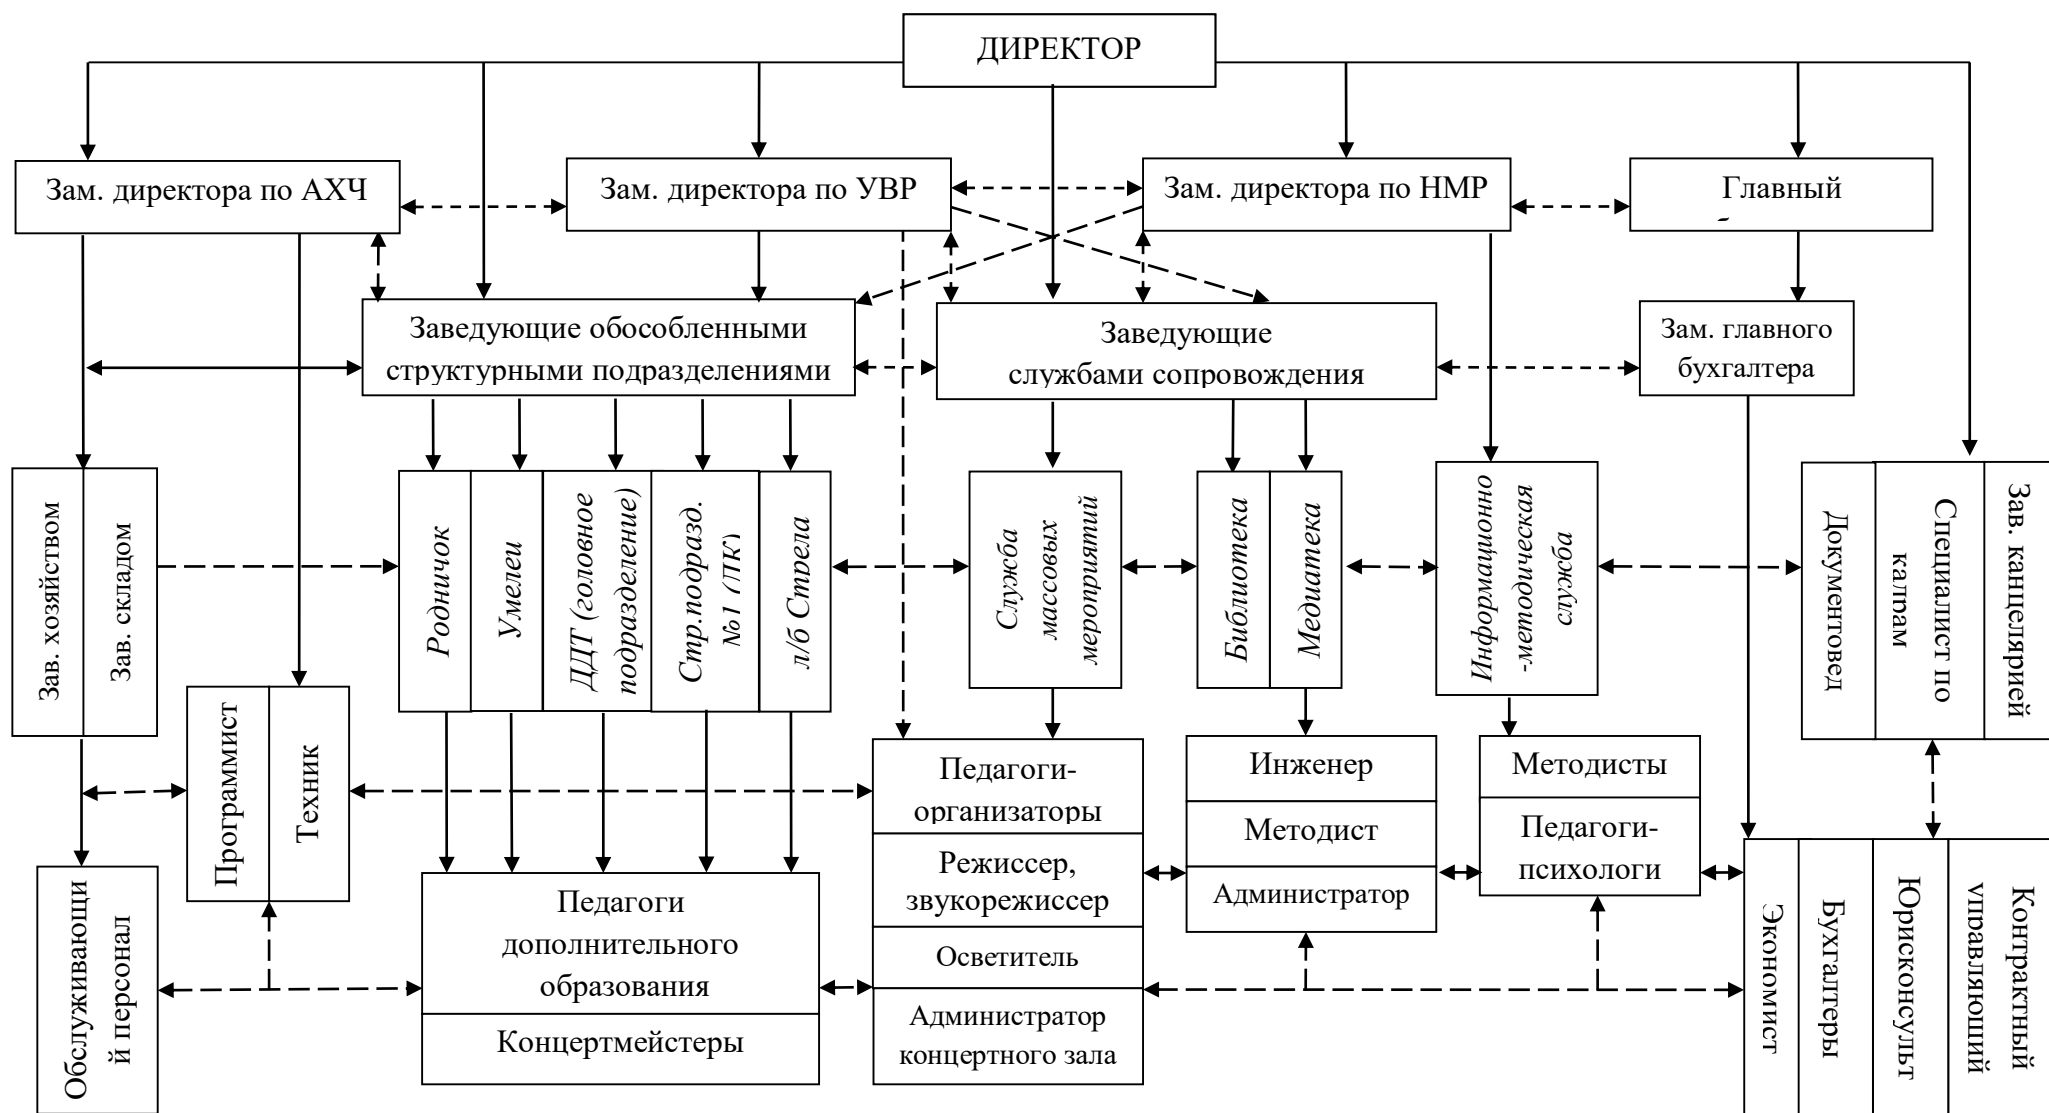 ДИРЕКТОР
Зам. директора по АХЧ
Зам. директора по УВР
Зам. директора по НМР
Главный
Заведующие обособленными
структурными подразделениями
Заведующие
службами сопровождения
Зам. главного
бухгалтера
Зав. хозяйством
Зав. складом
Родничок
Умелец
ДДТ (головное
подразделение)
Стр.подразд.
№1 (ПК)
л/б Стрела
Служба
массовых
мероприятий
Библиотека
Медиатека
Информационно
-методическая
служба
Документовед
Специалист по
кадрам
Зав. канцелярией
Программист
Техник
Педагоги-
организаторы
Режиссер,
звукорежиссер
Осветитель
Администратор
концертного зала
Инженер
Методист
Администратор
Методисты
Педагоги-
психологи
Обслуживающи
й персонал
Педагоги
дополнительного
образования
Концертмейстеры
Экономист
Бухгалтеры
Юрисконсульт
Контрактный
управляющий